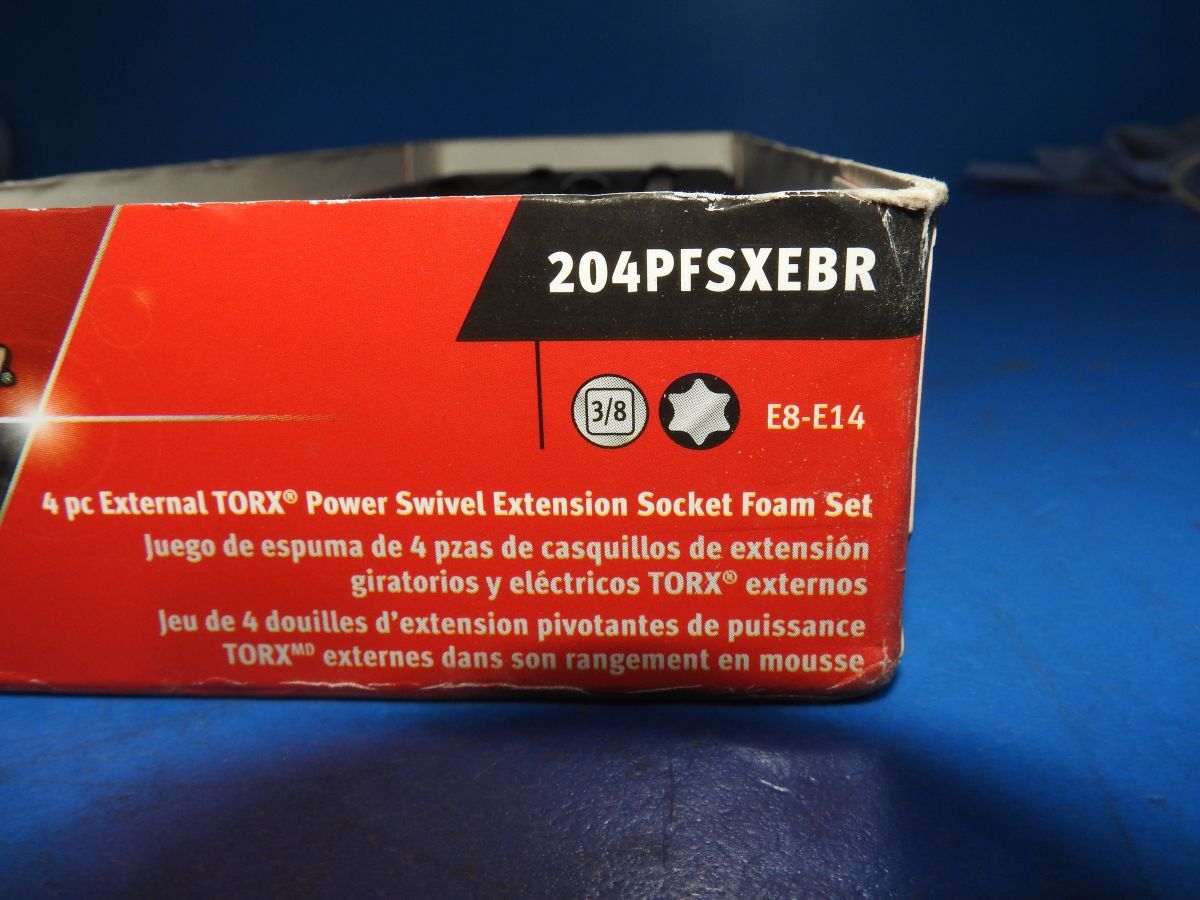 204PFSXEBR
3/8 E8-E14
4 pc External TORX® Power Swivel Extension Socket Foam Set
Juego de espuma de 4 pzas de casquillos de extensión
giratorios y eléctricos TORX® externos
Jeu de 4 douilles d'extension pivotantes de puissance
TORXᴹᴰ externes dans son rangement en mousse